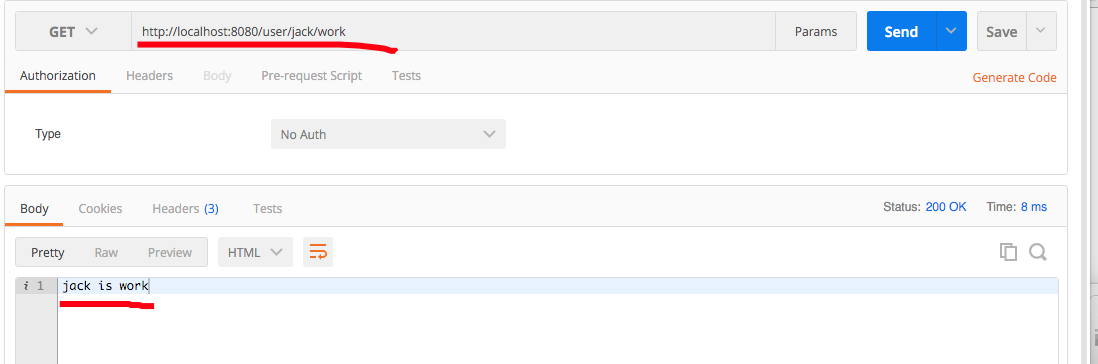 GET http://localhost:8080/user/jack/work Params Send Save
Authorization Headers Body Pre-request Script Tests Generate Code
Type No Auth
Body Cookies Headers (3) Tests Status: 200 OK Time: 8 ms
Pretty Raw Preview HTML
i 1 jack is work